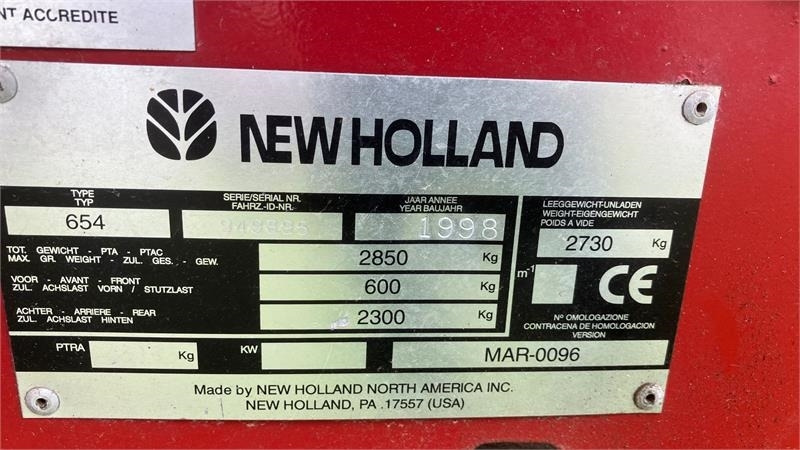 NT ACCREDITE
NEW HOLLAND
TYPE
TYP
654
SERIE/SERIAL NR.
FAHRZ.-ID-NR.
JAAR ANNEE
YEAR BAUJAHR
1998
LEEGGEWICHT-UNLADEN
WEIGHT-EIGENGEWICHT
POIDS A VIDE
2730 Kg
TOT. GEWICHT - PTA - PTAC
MAX. GR. WEIGHT - ZUL. GES. - GEW.
2850 Kg
VOOR - AVANT - FRONT
ZUL. ACHSLAST VORN / STUTZLAST
600 Kg
ACHTER - ARRIERE - REAR
ZUL. ACHSLAST HINTEN
2300 Kg
m-1
CE
Nº OMOLOGAZIONE
CONTRACENA DE HOMOLOGACION
VERSION
PTRA Kg
KW
MAR-0096
Made by NEW HOLLAND NORTH AMERICA INC.
NEW HOLLAND, PA .17557 (USA)